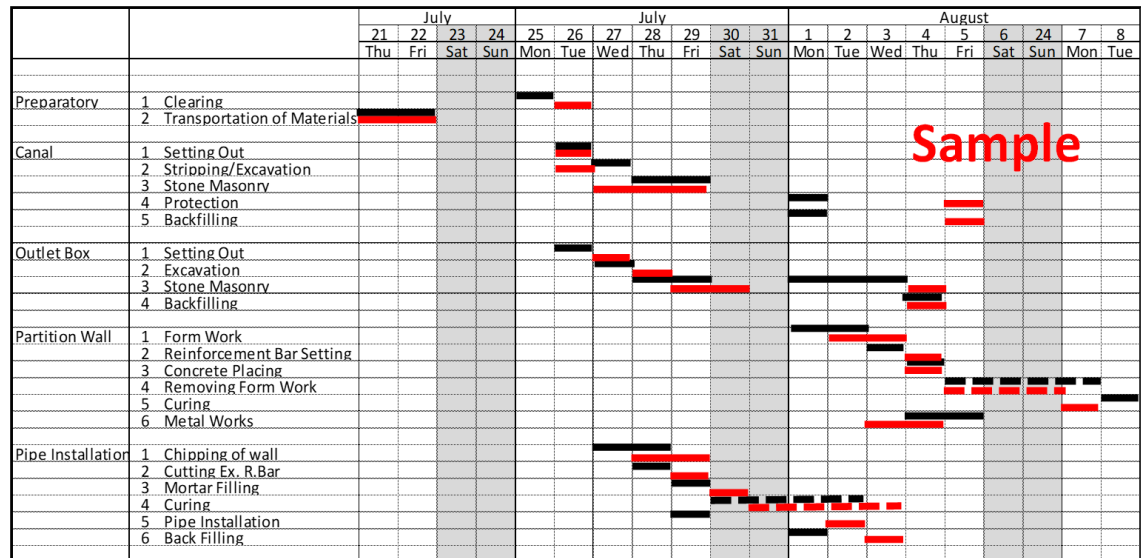 July July August
21 22 23 24 25 26 27 28 29 30 31 1 2 3 4 5 6 24 7 8
Thu Fri Sat Sun Mon Tue Wed Thu Fri Sat Sun Mon Tue Wed Thu Fri Sat Sun Mon Tue
Preparatory 1 Clearing
2 Transportation of Materials
Sample
Canal 1 Setting Out
2 Stripping/Excavation
3 Stone Masonry
4 Protection
5 Backfilling
Outlet Box 1 Setting Out
2 Excavation
3 Stone Masonry
4 Backfilling
Partition Wall 1 Form Work
2 Reinforcement Bar Setting
3 Concrete Placing
4 Removing Form Work
5 Curing
6 Metal Works
Pipe Installation 1 Chipping of wall
2 Cutting Ex. R.Bar
3 Mortar Filling
4 Curing
5 Pipe Installation
6 Back Filling